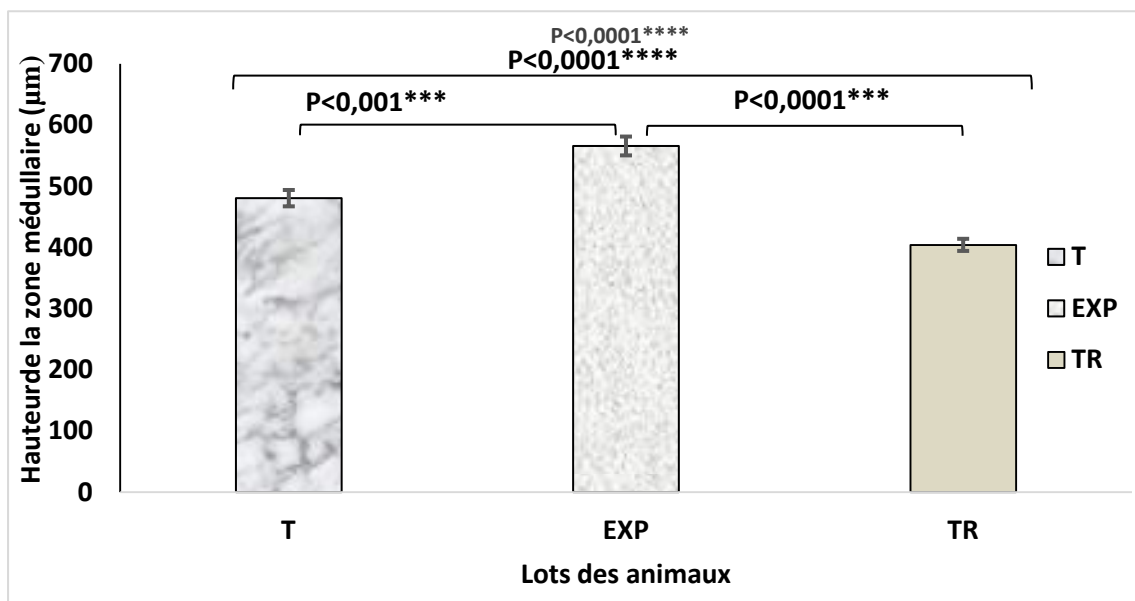 P<0,0001****
P<0,0001****
P<0,001***
P<0,0001***
Hauteurde la zone médullaire (µm)
700
600
500
400
300
200
100
0
T
EXP
TR
T
EXP
TR
Lots des animaux